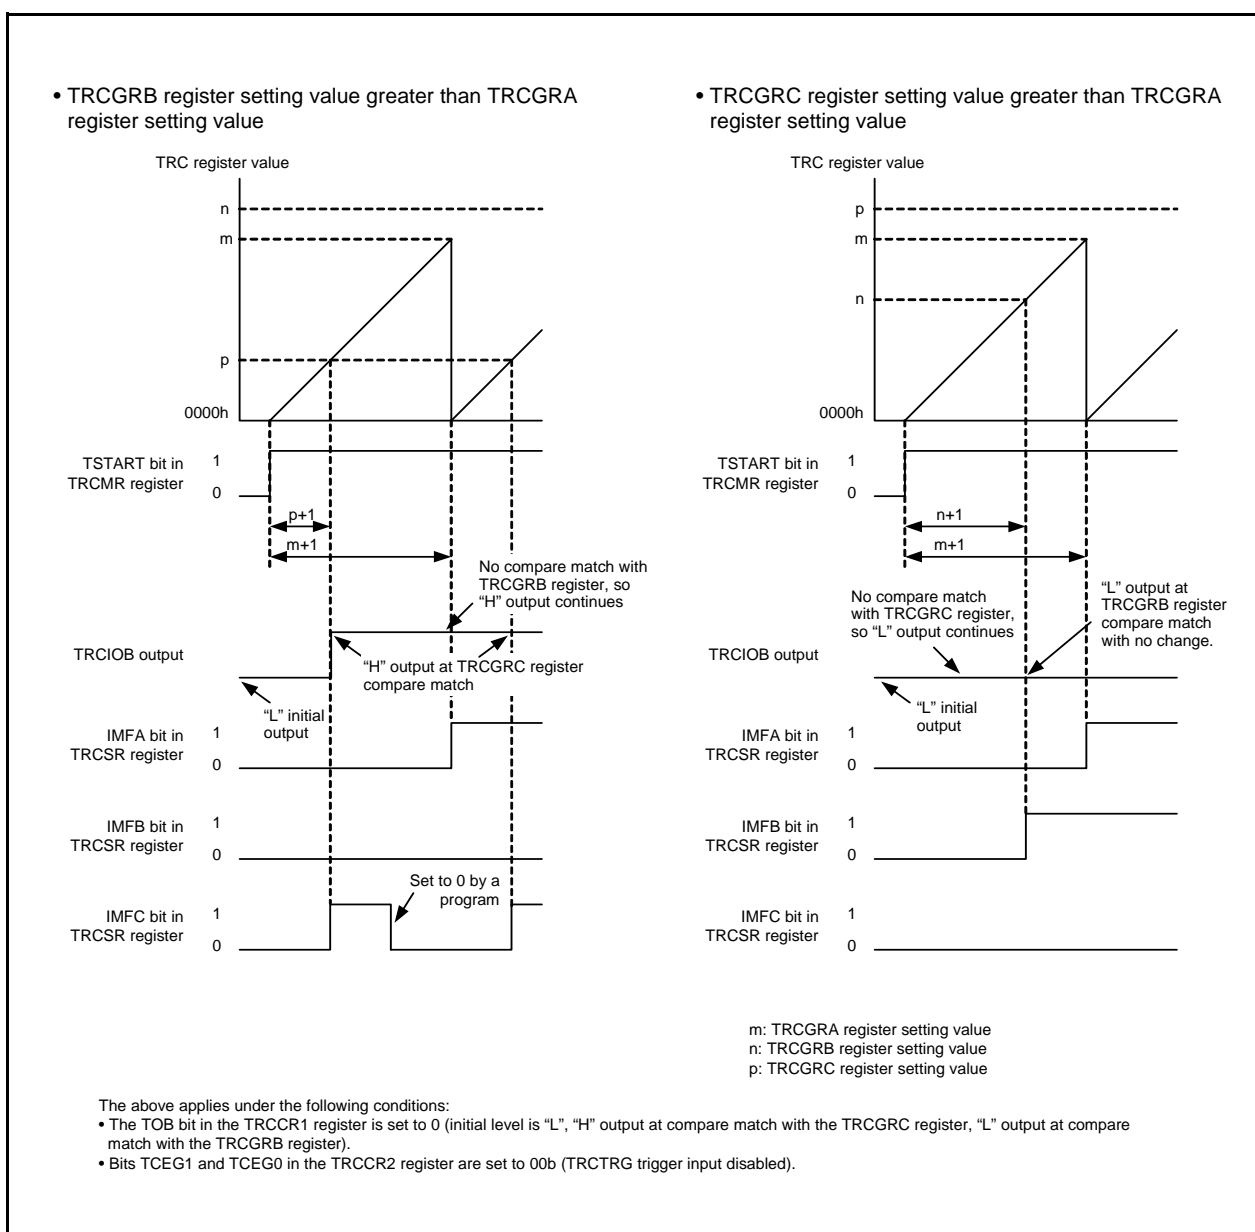 • TRCGRB register setting value greater than TRCGRA
register setting value
TRC register value
n
m
p
0000h
TSTART bit in
TRCMR register
1
0
p+1
m+1
No compare match with
TRCGRB register, so
“H” output continues
TRCIOB output
“H” output at TRCGRC register
compare match
“L” initial
output
IMFA bit in
TRCSR register
1
0
IMFB bit in
TRCSR register
1
0
Set to 0 by a
program
IMFC bit in
TRCSR register
1
0
• TRCGRC register setting value greater than TRCGRA
register setting value
TRC register value
p
m
n
0000h
TSTART bit in
TRCMR register
1
0
n+1
m+1
No compare match
with TRCGRC register,
so “L” output continues
“L” output at
TRCGRB register
compare match
with no change.
TRCIOB output
“L” initial
output
IMFA bit in
TRCSR register
1
0
IMFB bit in
TRCSR register
1
0
IMFC bit in
TRCSR register
1
0
m: TRCGRA register setting value
n: TRCGRB register setting value
p: TRCGRC register setting value
The above applies under the following conditions:
• The TOB bit in the TRCCR1 register is set to 0 (initial level is “L”, “H” output at compare match with the TRCGRC register, “L” output at compare
match with the TRCGRB register).
• Bits TCEG1 and TCEG0 in the TRCCR2 register are set to 00b (TRCTRG trigger input disabled).